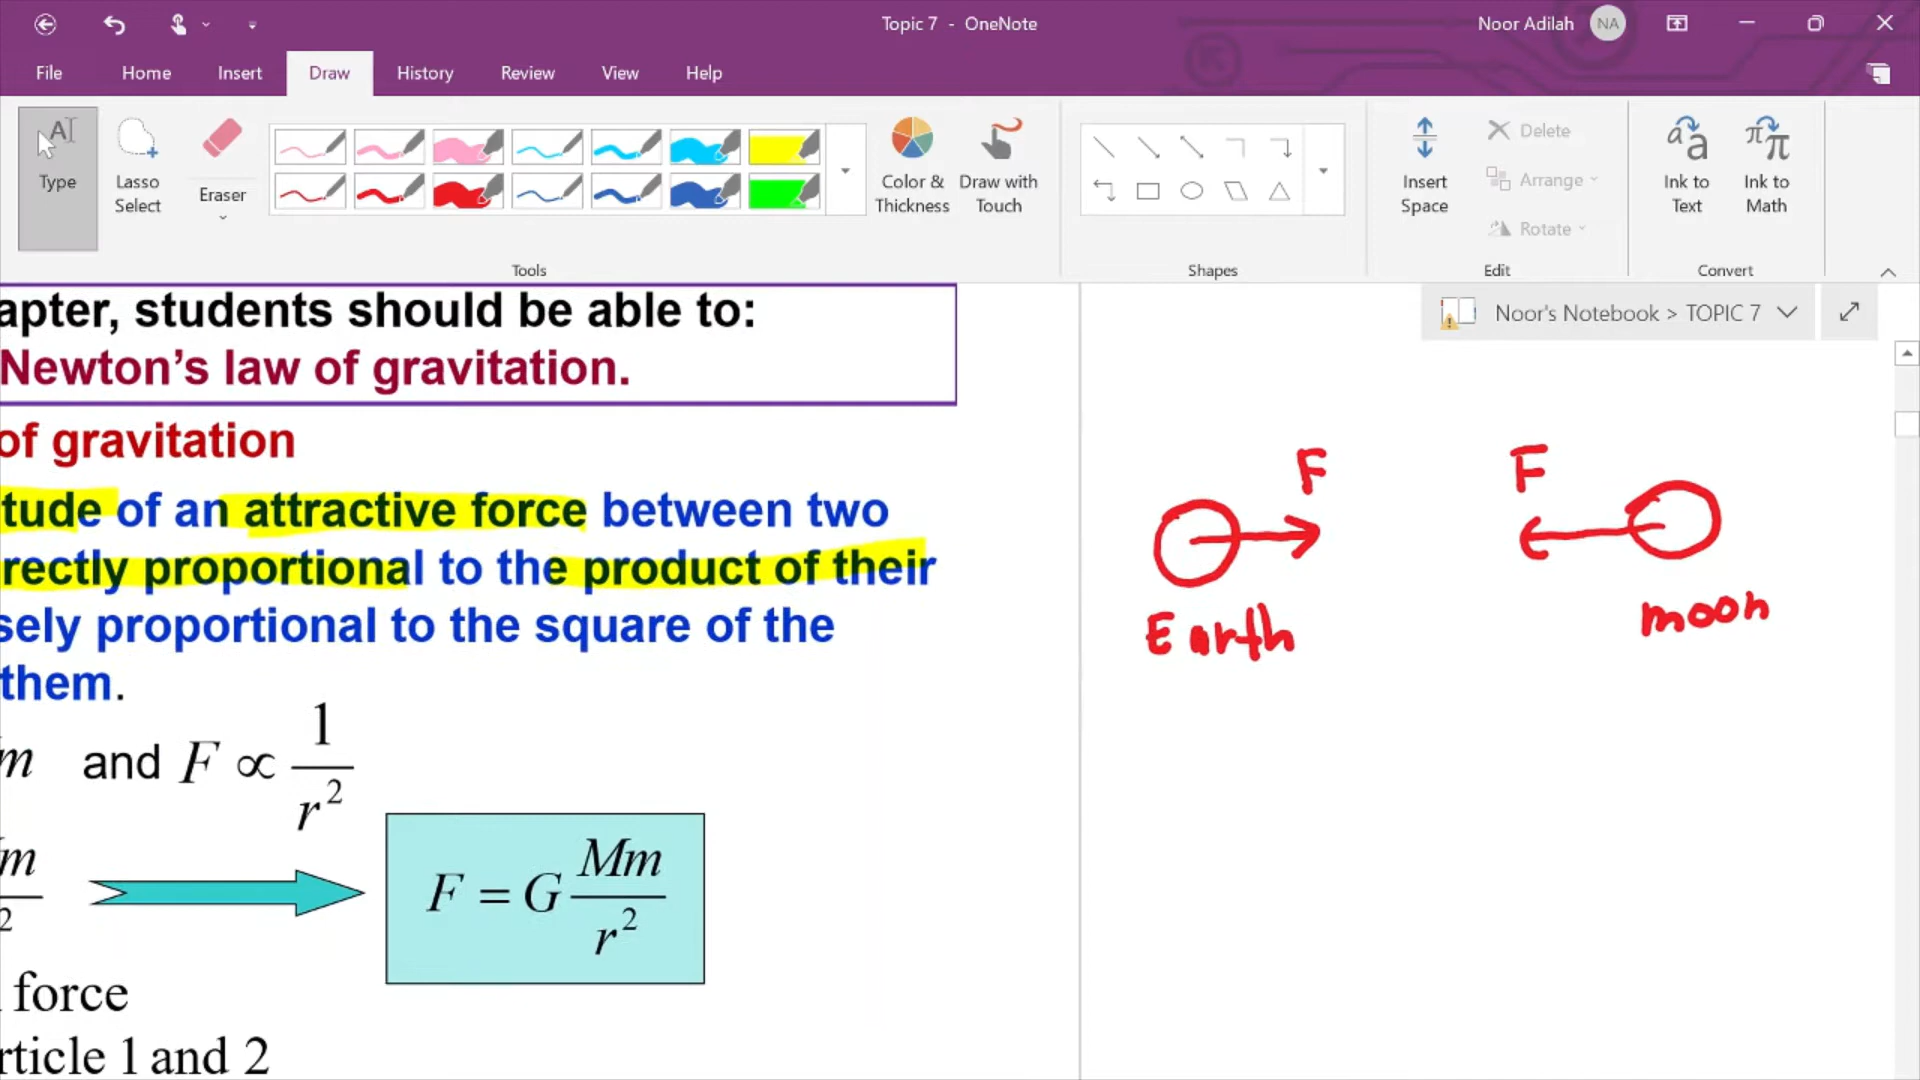 Topic 7 - OneNote
Noor Adilah NA
File Home Insert Draw History Review View Help
Type
Lasso Select
Eraser
Color & Thickness
Draw with Touch
Insert Space
Delete
Arrange
Rotate
Ink to Text
Ink to Math
Tools Shapes Edit Convert
Noor's Notebook > TOPIC 7
apter, students should be able to:
Newton's law of gravitation.
of gravitation
tude of an attractive force between two
rectly proportional to the product of their
sely proportional to the square of the
them.
m and F ∝ 1/r²
m
2
F = G Mm/r²
force
rticle 1 and 2
F F
Earth
moon